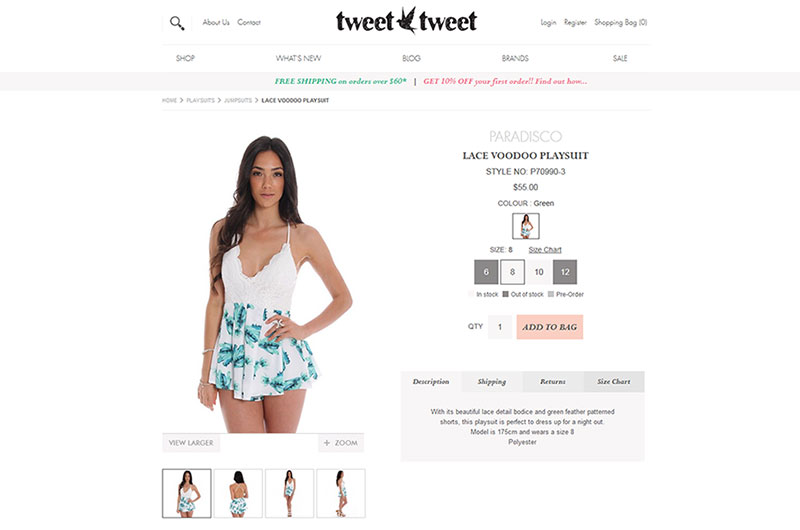 About Us
Contact
tweet tweet
Login
Register
Shopping Bag (0)
SHOP
WHAT'S NEW
BLOG
BRANDS
SALE
FREE SHIPPING on orders over $60* | GET 10% OFF your first order!! Find out how...
HOME > PLAYSUITS > JUMPSUITS > LACE VOODOO PLAYSUIT
PARADISCO
LACE VOODOO PLAYSUIT
STYLE NO: P70990-3
$55.00
COLOUR : Green
SIZE: 8 Size Chart
6 8 10 12
In stock Out of stock Pre-Order
QTY 1 ADD TO BAG
Description Shipping Returns Size Chart
With its beautiful lace detail bodice and green feather patterned
shorts, this playsuit is perfect to dress up for a night out.
Model is 175cm and wears a size 8
Polyester
VIEW LARGER
+ ZOOM